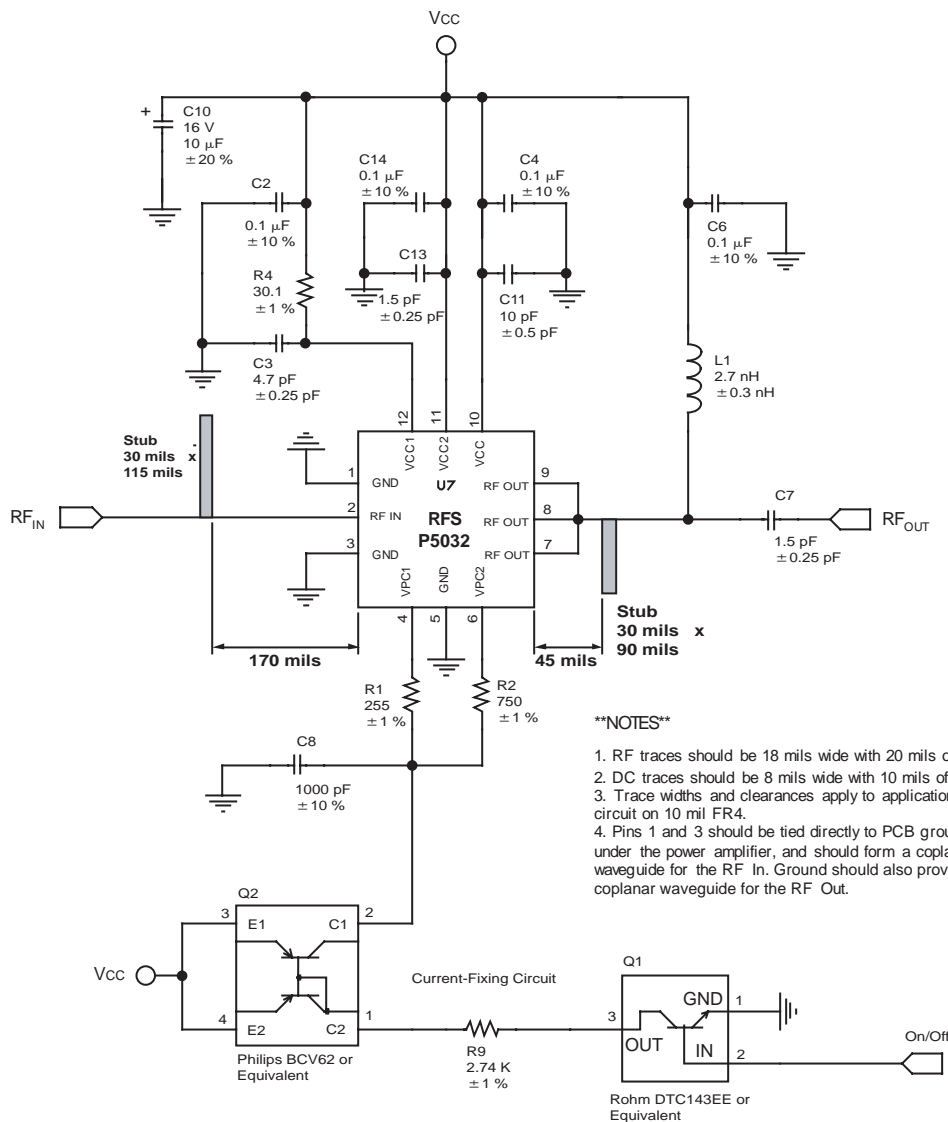 VCC
+
C10
16 V
10 µF
±20 %
C2
0.1 µF
±10 %
R4
30.1
±1 %
C3
4.7 pF
±0.25 pF
C14
0.1 µF
±10 %
C13
1.5 pF
±0.25 pF
C4
0.1 µF
±10 %
C11
10 pF
±0.5 pF
C6
0.1 µF
±10 %
L1
2.7 nH
±0.3 nH
Stub
30 mils x
115 mils
12
11
10
VCC1
VCC2
VCC
1
GND
U7
RF OUT
9
RFIN
2
RF IN
RFS
P5032
RF OUT
8
3
GND
RF OUT
7
VPC1
GND
VPC2
4
5
6
C7
1.5 pF
±0.25 pF
RFOUT
170 mils
45 mils
Stub
30 mils x
90 mils
R1
255
±1 %
R2
750
±1 %
C8
1000 pF
±10 %
**NOTES**
1. RF traces should be 18 mils wide with 20 mils
2. DC traces should be 8 mils wide with 10 mils of
3. Trace widths and clearances apply to
circuit on 10 mil FR4.
4. Pins 1 and 3 should be tied directly to PCB
under the power amplifier, and should form a
waveguide for the RF In. Ground should also
coplanar waveguide for the RF Out.
Q2
3
E1
C1
2
VCC
4
E2
C2
1
Philips BCV62 or
Equivalent
Current-Fixing Circuit
R9
2.74 K
±1 %
Q1
GND
1
3
OUT
IN
2
On/Off
Rohm DTC143EE or
Equivalent